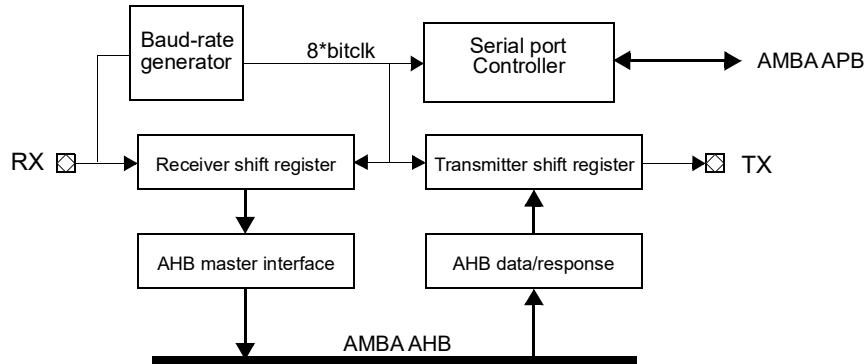 Baud-rate
generator
8*bitclk
Serial port
Controller
AMBA APB
RX
Receiver shift register
Transmitter shift register
TX
AHB master interface
AHB data/response
AMBA AHB